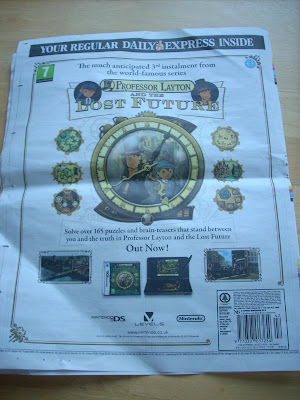 YOUR REGULAR DAILY EXPRESS INSIDE
The much anticipated 3rd instalment from
the world-famous series
7
PROFESSOR LAYTON
AND THE
LOST FUTURE
Solve over 165 puzzles and brain-teasers that stand between
you and the truth in Professor Layton and the Lost Future
Out Now!
NINTENDO DS
LEVEL5
Nintendo